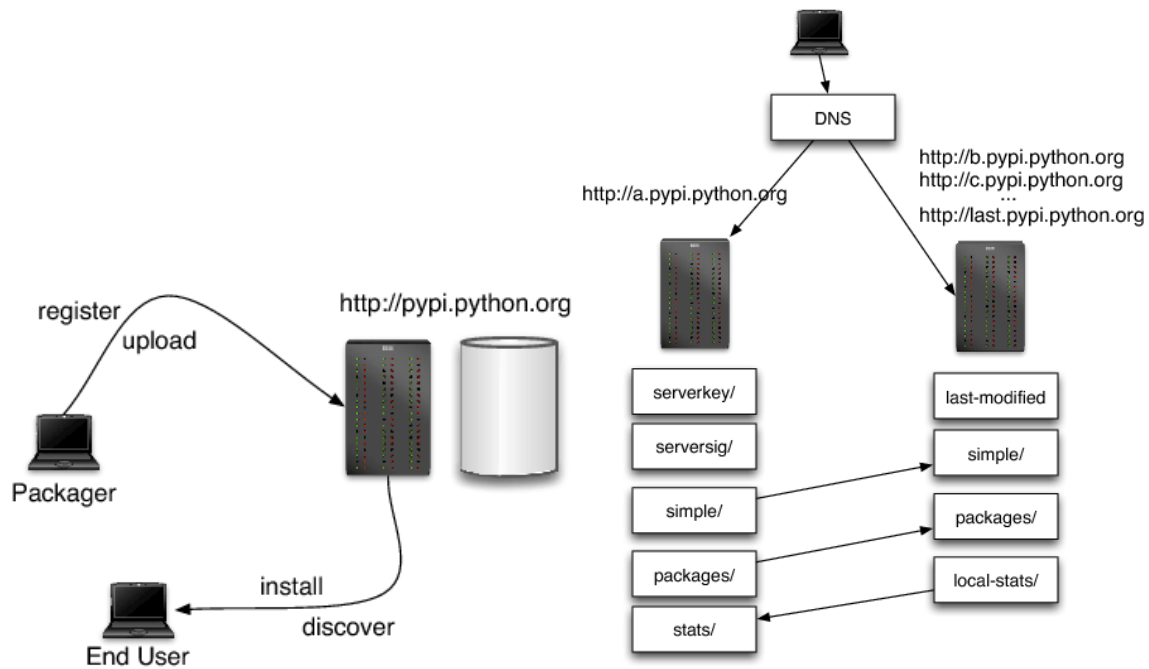 register
upload
http://pypi.python.org
Packager
install
discover
End User
DNS
http://a.pypi.python.org
http://b.pypi.python.org
http://c.pypi.python.org
...
http://last.pypi.python.org
serverkey/
serversig/
simple/
packages/
stats/
last-modified
simple/
packages/
local-stats/